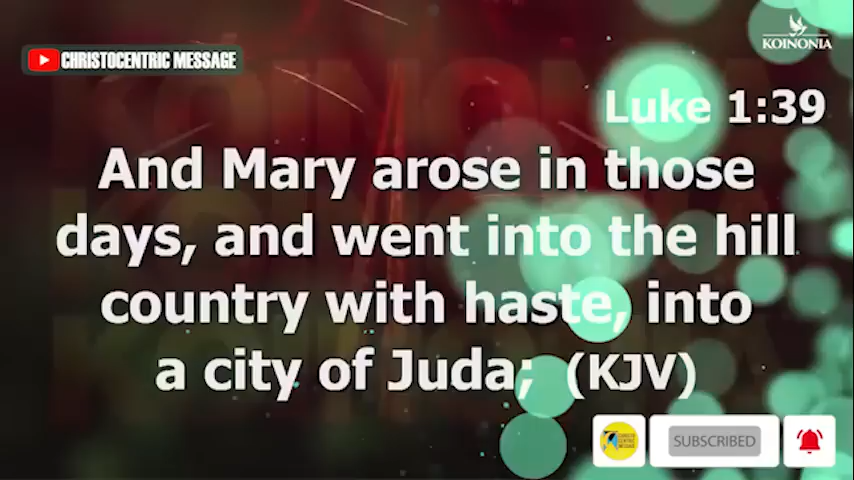 KOINONIA
CHRISTOCENTRIC MESSAGE
Luke 1:39
And Mary arose in those
days, and went into the hill
country with haste, into
a city of Juda; (KJV)
SUBSCRIBED